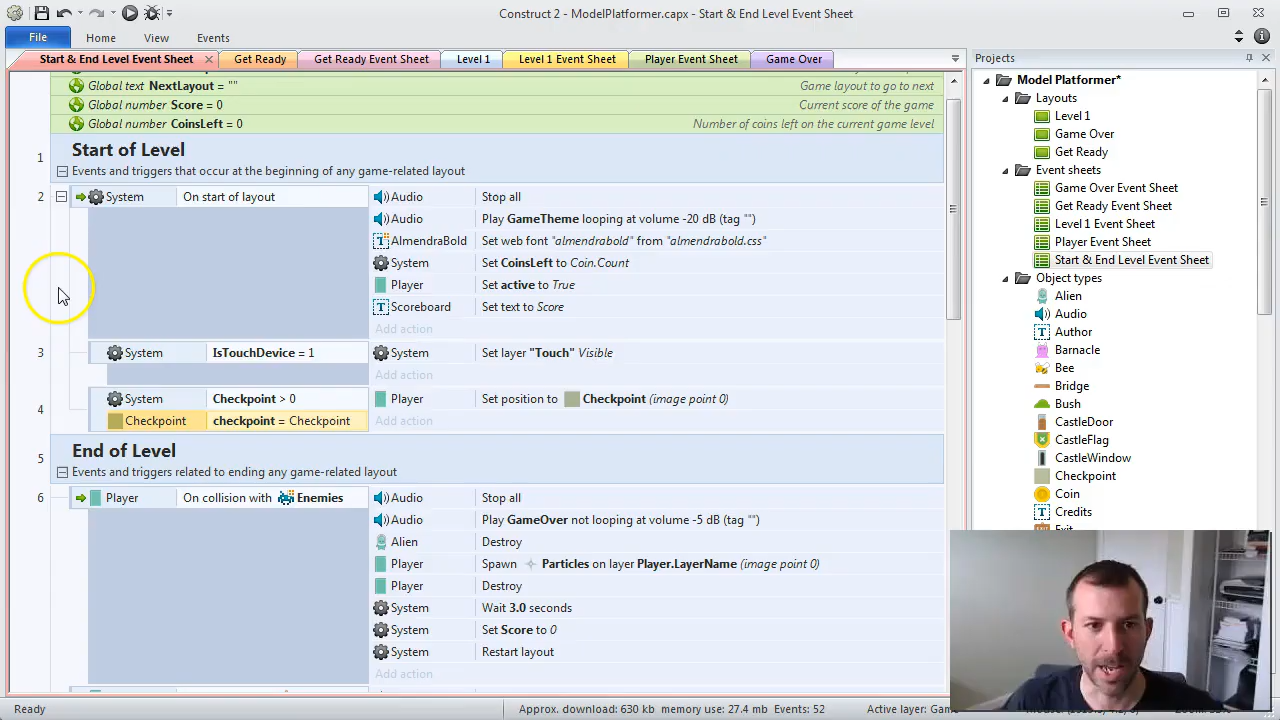 Construct 2 - ModelPlatformer.capx - Start & End Level Event Sheet
File Home View Events
Start & End Level Event Sheet Get Ready Get Ready Event Sheet Level 1 Level 1 Event Sheet Player Event Sheet Game Over
Projects
Global text NextLayout = "" Game layout to go to next
Global number Score = 0 Current score of the game
Global number CoinsLeft = 0 Number of coins left on the current game level
1 Start of Level
Events and triggers that occur at the beginning of any game-related layout
2 System On start of layout Audio Stop all
Audio Play GameTheme looping at volume -20 dB (tag "")
AlmendraBold Set web font "almendrabold" from "almendrabold.css"
System Set CoinsLeft to Coin.Count
Player Set active to True
Scoreboard Set text to Score
Add action
3 System IsTouchDevice = 1 System Set layer "Touch" Visible
Add action
4 System Checkpoint > 0 Player Set position to Checkpoint (image point 0)
Checkpoint checkpoint = Checkpoint Add action
5 End of Level
Events and triggers related to ending any game-related layout
6 Player On collision with Enemies Audio Stop all
Audio Play GameOver not looping at volume -5 dB (tag "")
Alien Destroy
Player Spawn Particles on layer Player.LayerName (image point 0)
Player Destroy
System Wait 3.0 seconds
System Set Score to 0
System Restart layout
Add action
Model Platformer*
Layouts
Level 1
Game Over
Get Ready
Event sheets
Game Over Event Sheet
Get Ready Event Sheet
Level 1 Event Sheet
Player Event Sheet
Start & End Level Event Sheet
Object types
Alien
Audio
Author
Barnacle
Bee
Bridge
Bush
CastleDoor
CastleFlag
CastleWindow
Checkpoint
Coin
Credits
Exit
Ready Approx. download: 630 kb memory use: 27.4 mb Events: 52 Active layer: